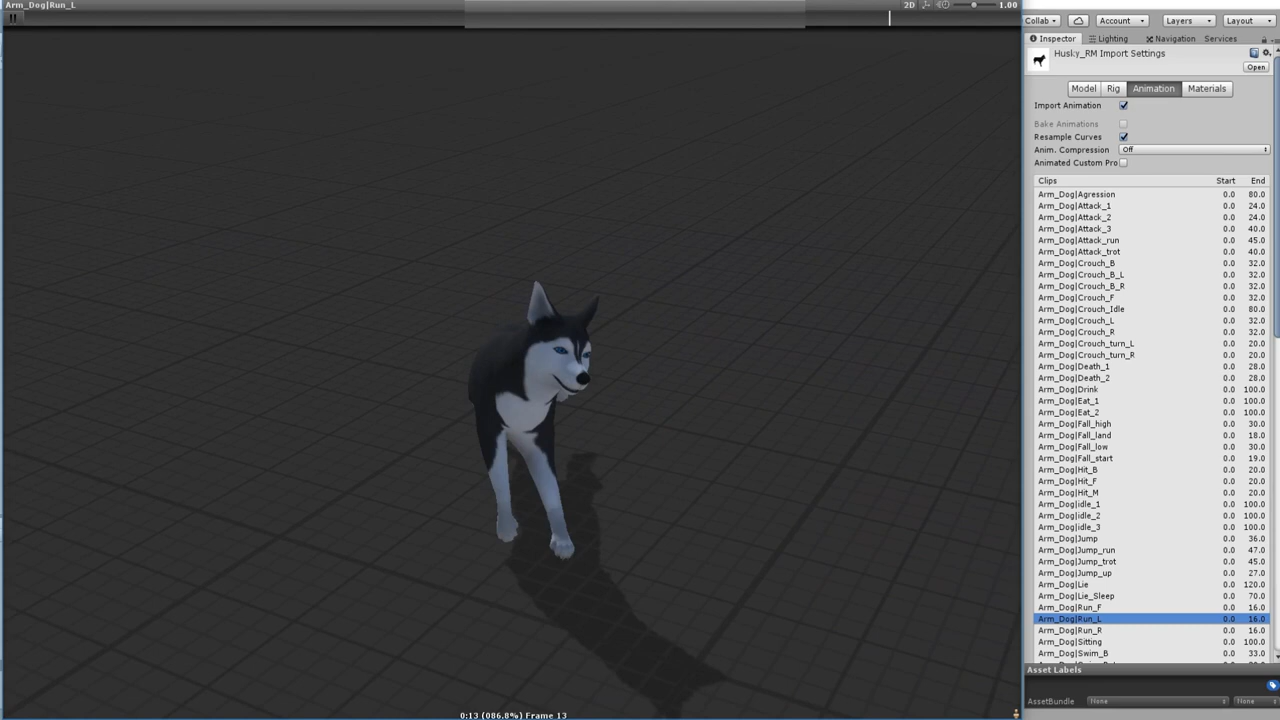 Arm_Dog|Run_L
2D
1.00
Collab
Account
Layers
Layout
Inspector
Lighting
Navigation
Services
Husky_RM Import Settings
Open
Model
Rig
Animation
Materials
Import Animation
Bake Animations
Resample Curves
Anim. Compression Off
Animated Custom Pro
Clips Start End
Arm_Dog|Agression 0.0 80.0
Arm_Dog|Attack_1 0.0 24.0
Arm_Dog|Attack_2 0.0 24.0
Arm_Dog|Attack_3 0.0 40.0
Arm_Dog|Attack_run 0.0 45.0
Arm_Dog|Attack_trot 0.0 40.0
Arm_Dog|Crouch_B 0.0 32.0
Arm_Dog|Crouch_B_L 0.0 32.0
Arm_Dog|Crouch_B_R 0.0 32.0
Arm_Dog|Crouch_F 0.0 32.0
Arm_Dog|Crouch_Idle 0.0 80.0
Arm_Dog|Crouch_L 0.0 32.0
Arm_Dog|Crouch_R 0.0 32.0
Arm_Dog|Crouch_turn_L 0.0 20.0
Arm_Dog|Crouch_turn_R 0.0 20.0
Arm_Dog|Death_1 0.0 28.0
Arm_Dog|Death_2 0.0 28.0
Arm_Dog|Drink 0.0 100.0
Arm_Dog|Eat_1 0.0 100.0
Arm_Dog|Eat_2 0.0 100.0
Arm_Dog|Fall_high 0.0 30.0
Arm_Dog|Fall_land 0.0 18.0
Arm_Dog|Fall_low 0.0 30.0
Arm_Dog|Fall_start 0.0 19.0
Arm_Dog|Hit_B 0.0 20.0
Arm_Dog|Hit_F 0.0 20.0
Arm_Dog|Hit_M 0.0 20.0
Arm_Dog|idle_1 0.0 100.0
Arm_Dog|idle_2 0.0 100.0
Arm_Dog|idle_3 0.0 100.0
Arm_Dog|Jump 0.0 36.0
Arm_Dog|Jump_run 0.0 47.0
Arm_Dog|Jump_trot 0.0 45.0
Arm_Dog|Jump_up 0.0 27.0
Arm_Dog|Lie 0.0 120.0
Arm_Dog|Lie_Sleep 0.0 70.0
Arm_Dog|Run_F 0.0 16.0
Arm_Dog|Run_L 0.0 16.0
Arm_Dog|Run_R 0.0 16.0
Arm_Dog|Sitting 0.0 100.0
Arm_Dog|Swim_B 0.0 33.0
Asset Labels
AssetBundle None None
0:13 (086.8%) Frame 13